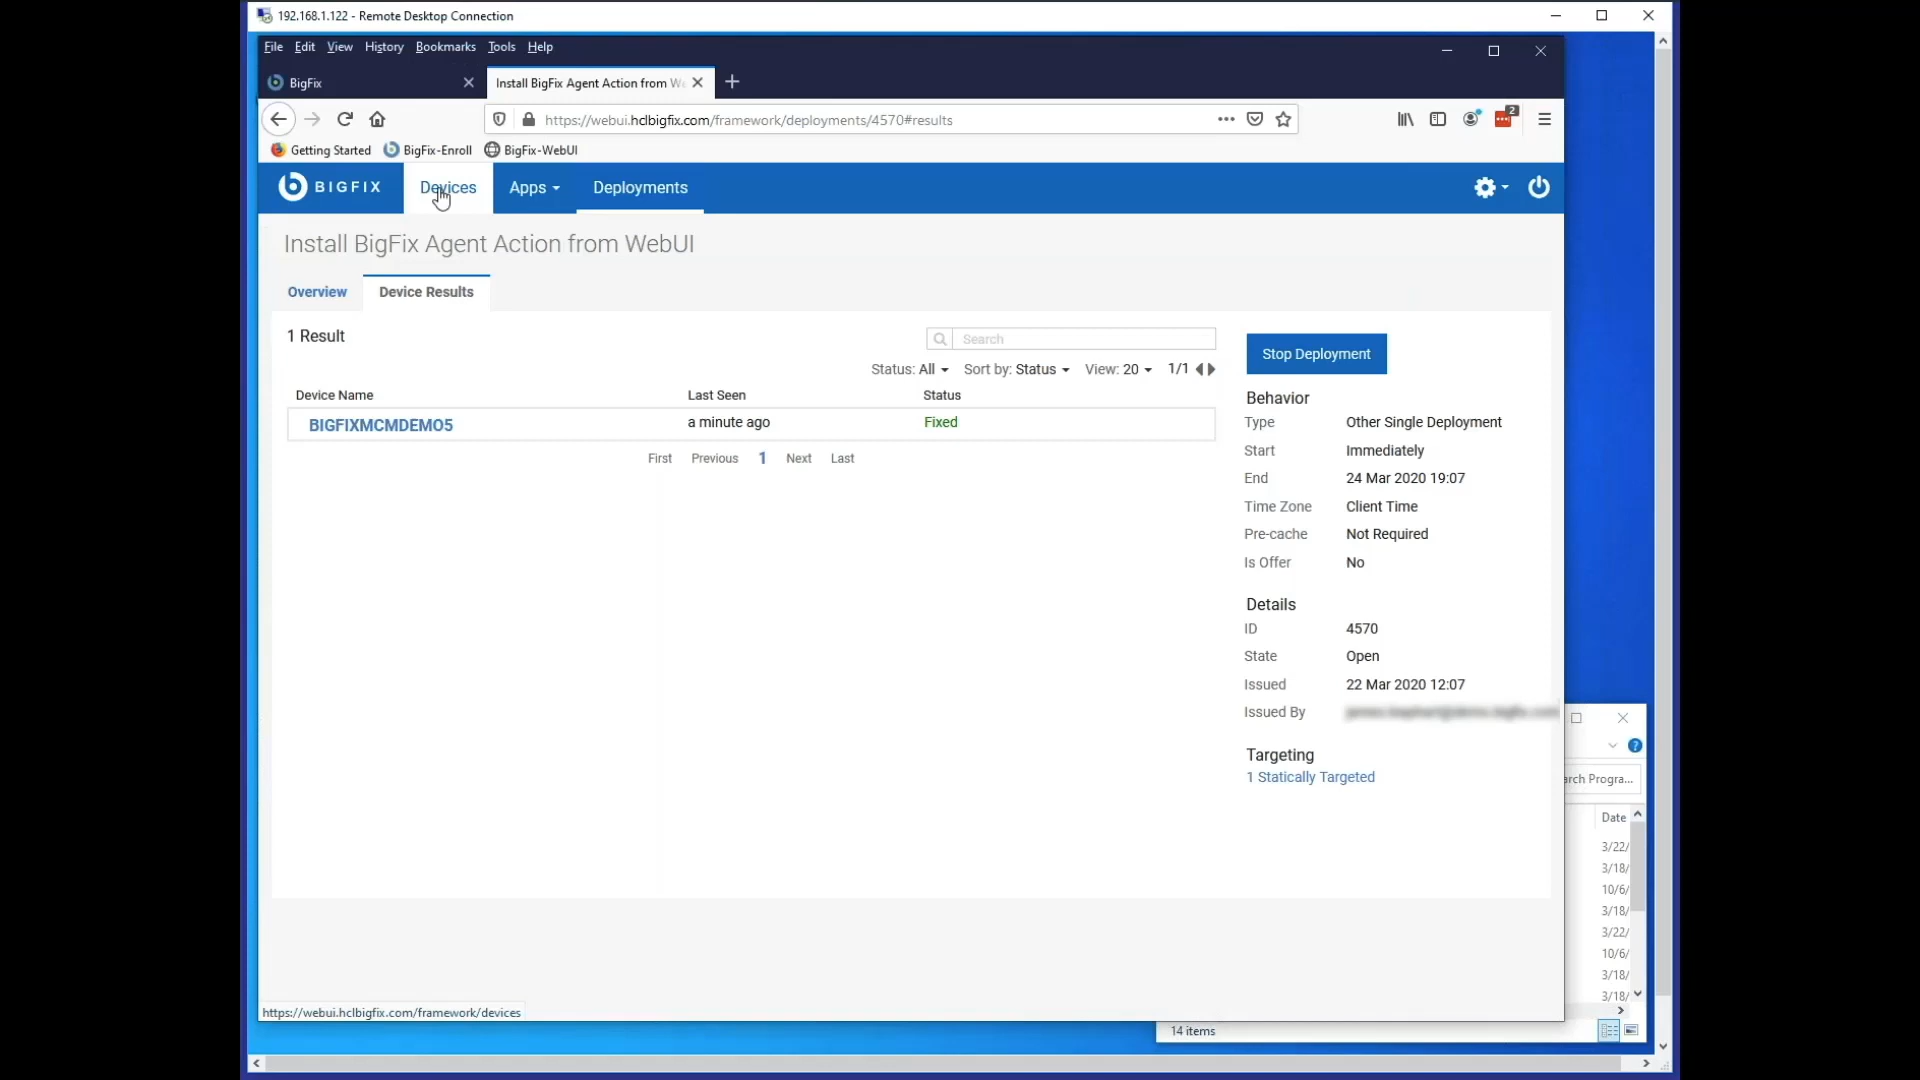 192.168.1.122 - Remote Desktop Connection
File Edit View History Bookmarks Tools Help
BigFix
Install BigFix Agent Action from We
https://webui.hclbigfix.com/framework/deployments/4570#results
2
Getting Started BigFix-Enroll BigFix-WebUI
BIGFIX Devices Apps Deployments
Install BigFix Agent Action from WebUI
Overview Device Results
1 Result
Search
Status: All Sort by: Status View: 20 1/1
Device Name Last Seen Status
BIGFIXMCMDEMO5 a minute ago Fixed
First Previous 1 Next Last
Stop Deployment
Behavior
Type Other Single Deployment
Start Immediately
End 24 Mar 2020 19:07
Time Zone Client Time
Pre-cache Not Required
Is Offer No
Details
ID 4570
State Open
Issued 22 Mar 2020 12:07
Issued By
Targeting
1 Statically Targeted
?
arch Progra...
Date
3/22/
3/18/
10/6/
3/18/
3/22/
10/6/
3/18/
3/18/
https://webui.hclbigfix.com/framework/devices
14 items